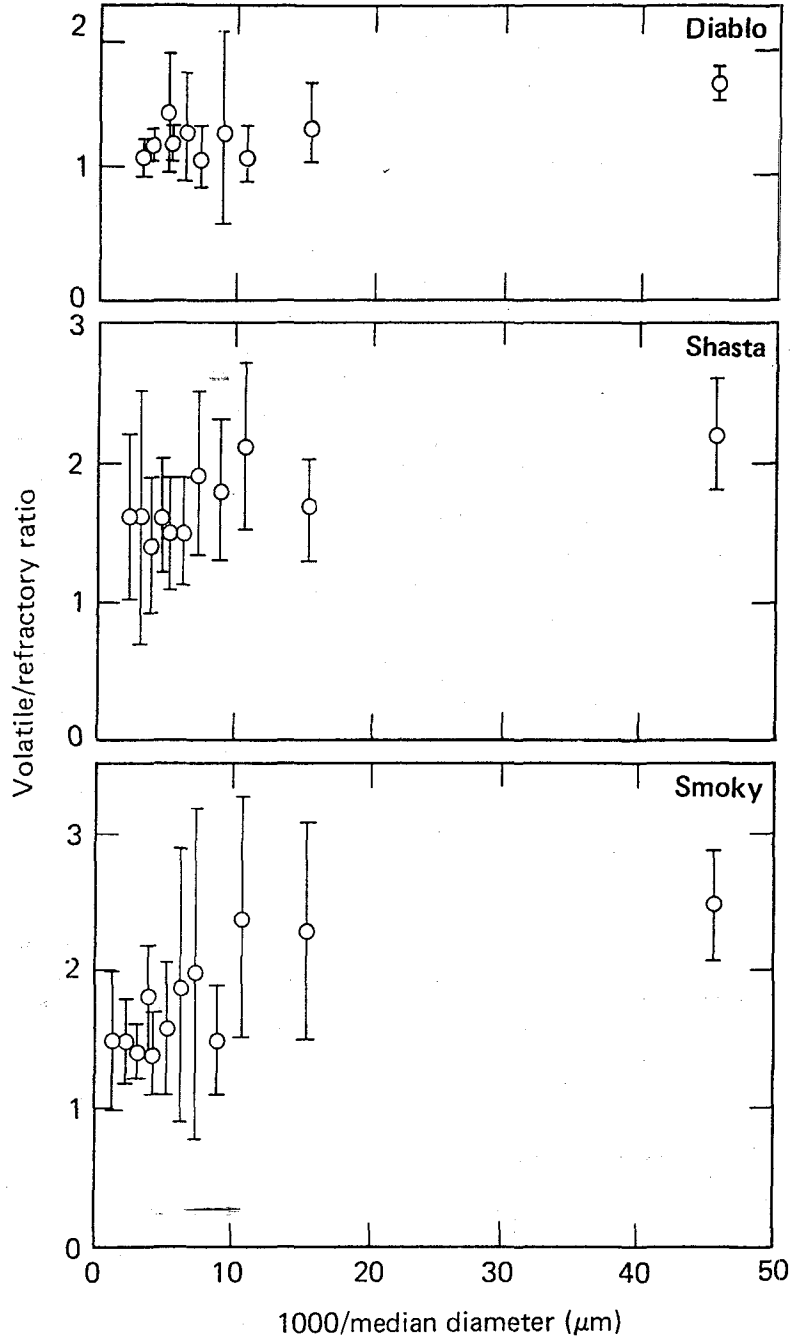 2
Diablo
1
0
3
Shasta
2
1
0
Smoky
3
2
1
0
0 10 20 30 40 50
Volatile/refractory ratio
1000/median diameter (μm)